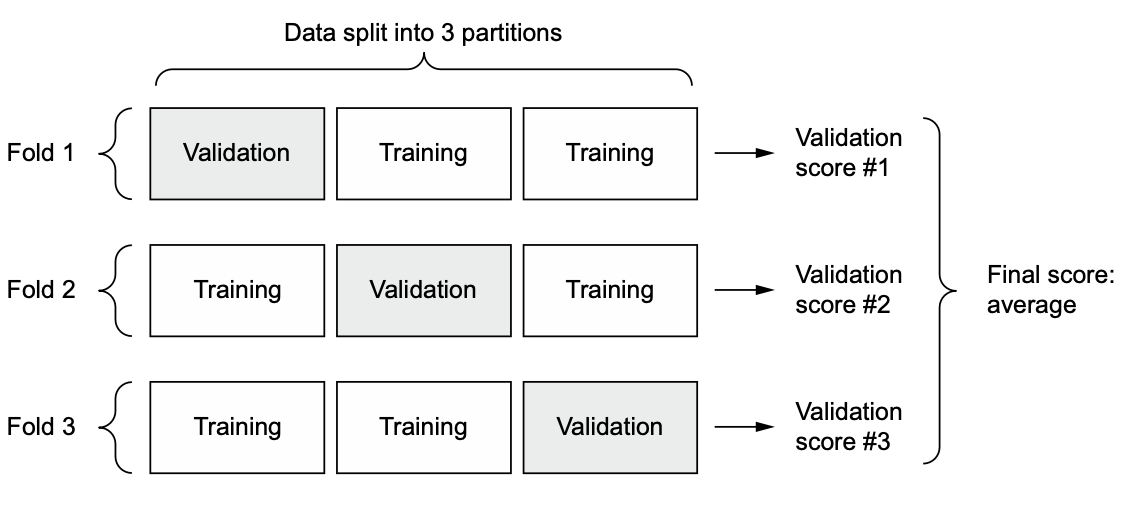 Data split into 3 partitions
Fold 1
Validation
Training
Training
Validation
score #1
Fold 2
Training
Validation
Training
Validation
score #2
Final score:
average
Fold 3
Training
Training
Validation
Validation
score #3